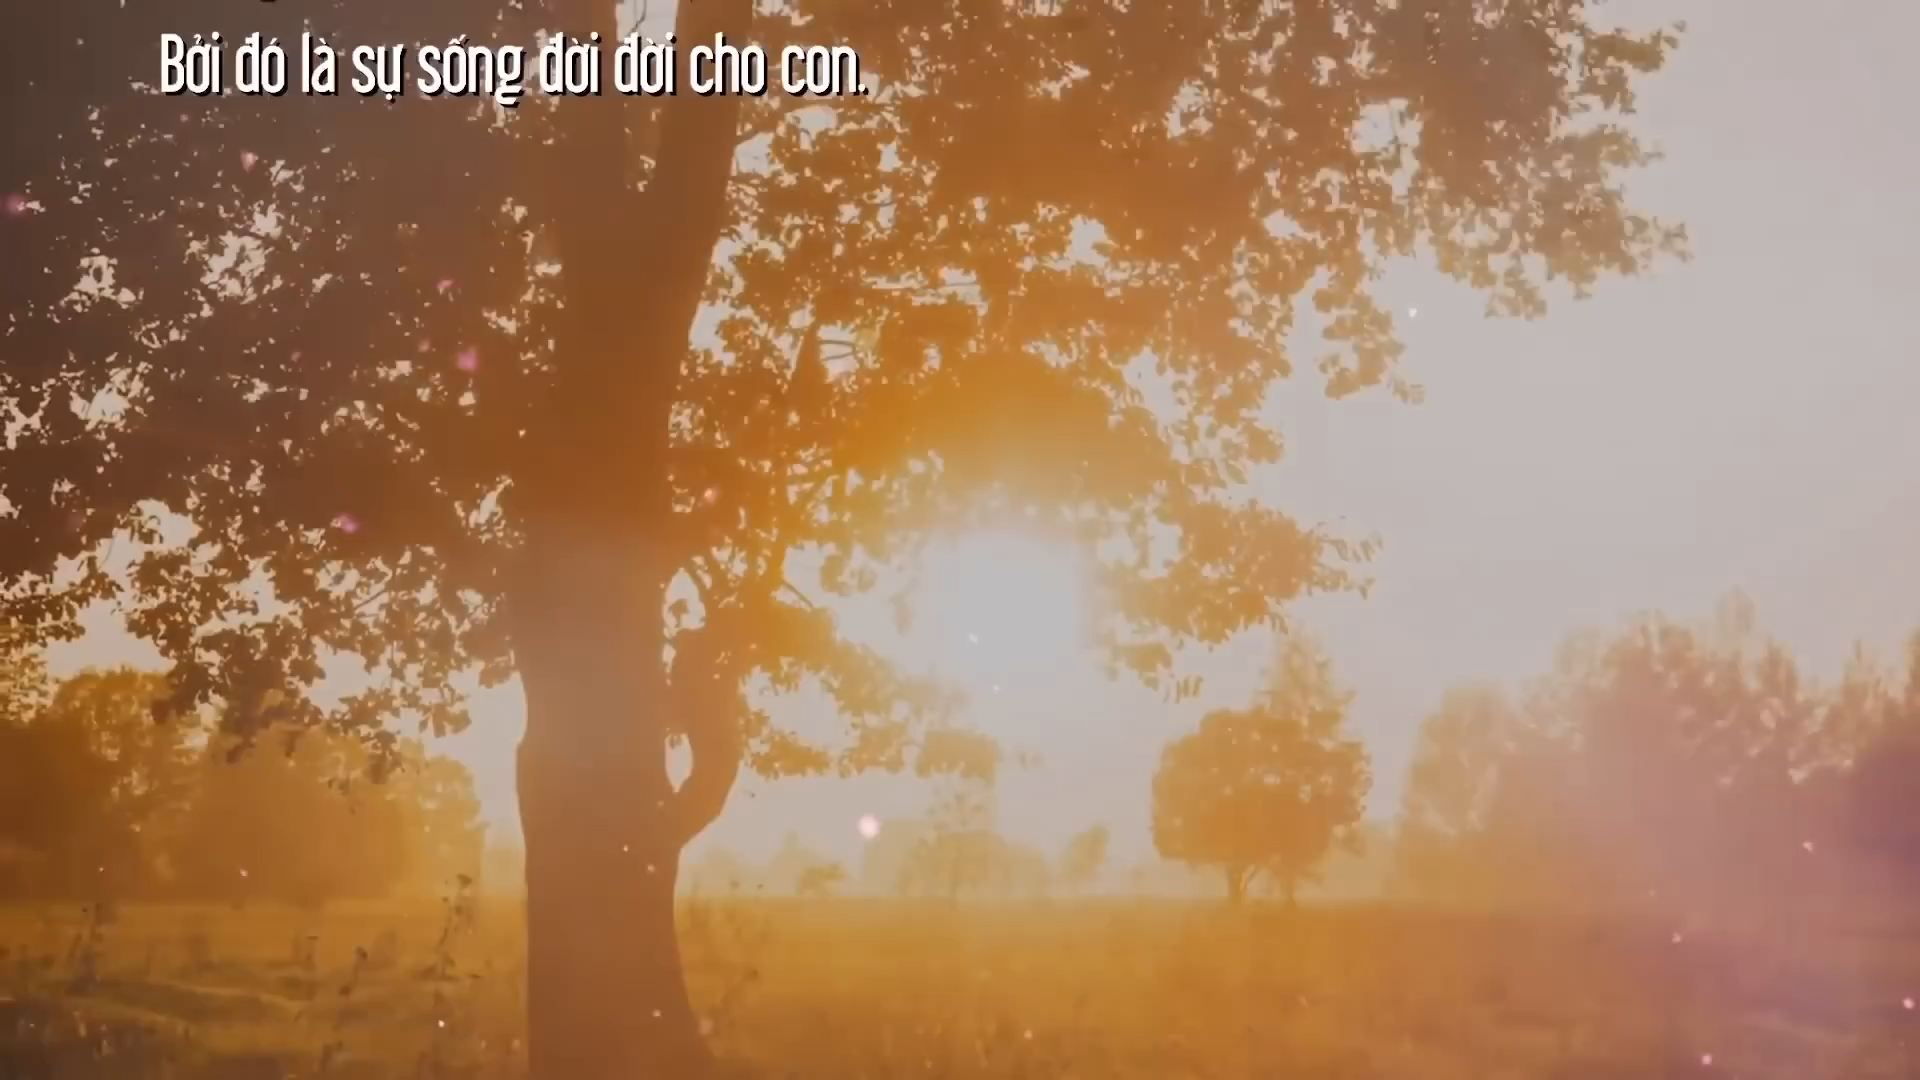 Bởi đó là sự sống đời đời cho con.